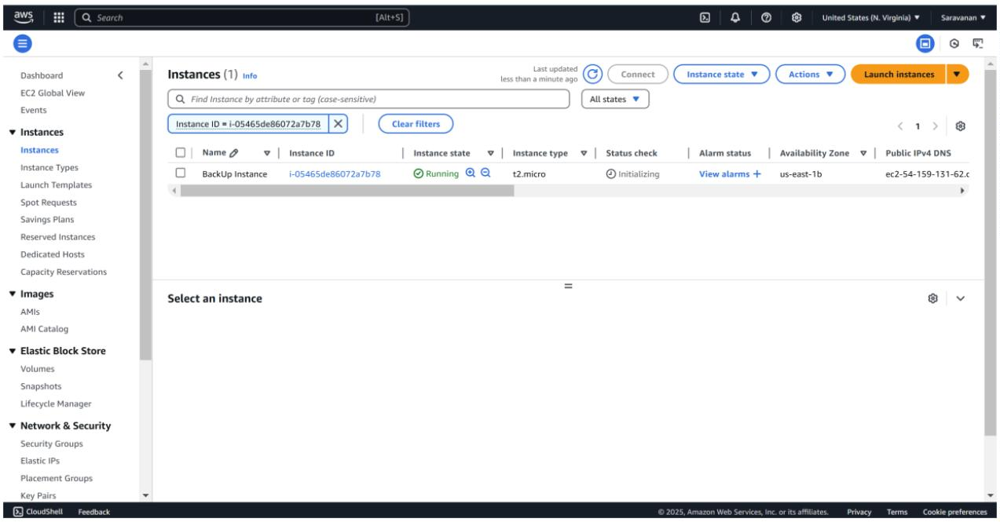 aws
Search [Alt+S]
United States (N. Virginia) Saravanan
Dashboard
EC2 Global View
Events
Instances
Instances
Instance Types
Launch Templates
Spot Requests
Savings Plans
Reserved Instances
Dedicated Hosts
Capacity Reservations
Images
AMIs
AMI Catalog
Elastic Block Store
Volumes
Snapshots
Lifecycle Manager
Network & Security
Security Groups
Elastic IPs
Placement Groups
Key Pairs
Instances (1) Info
Last updated
less than a minute ago
Connect
Instance state
Actions
Launch instances
Find Instance by attribute or tag (case-sensitive)
All states
Instance ID = i-05465de86072a7b78
Clear filters
1
Name Instance ID Instance state Instance type Status check Alarm status Availability Zone Public IPv4 DNS
BackUp Instance i-05465de86072a7b78 Running t2.micro Initializing View alarms + us-east-1b ec2-54-159-131-62.c
Select an instance
CloudShell Feedback © 2025, Amazon Web Services, Inc. or its affiliates. Privacy Terms Cookie preferences